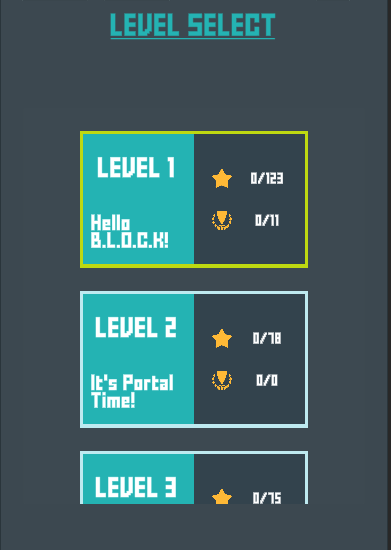 LEVEL SELECT
LEVEL 1
0/123
Hello
B.L.O.C.K!
0/11
LEVEL 2
0/78
It's Portal
Time!
0/0
LEVEL 3
0/75